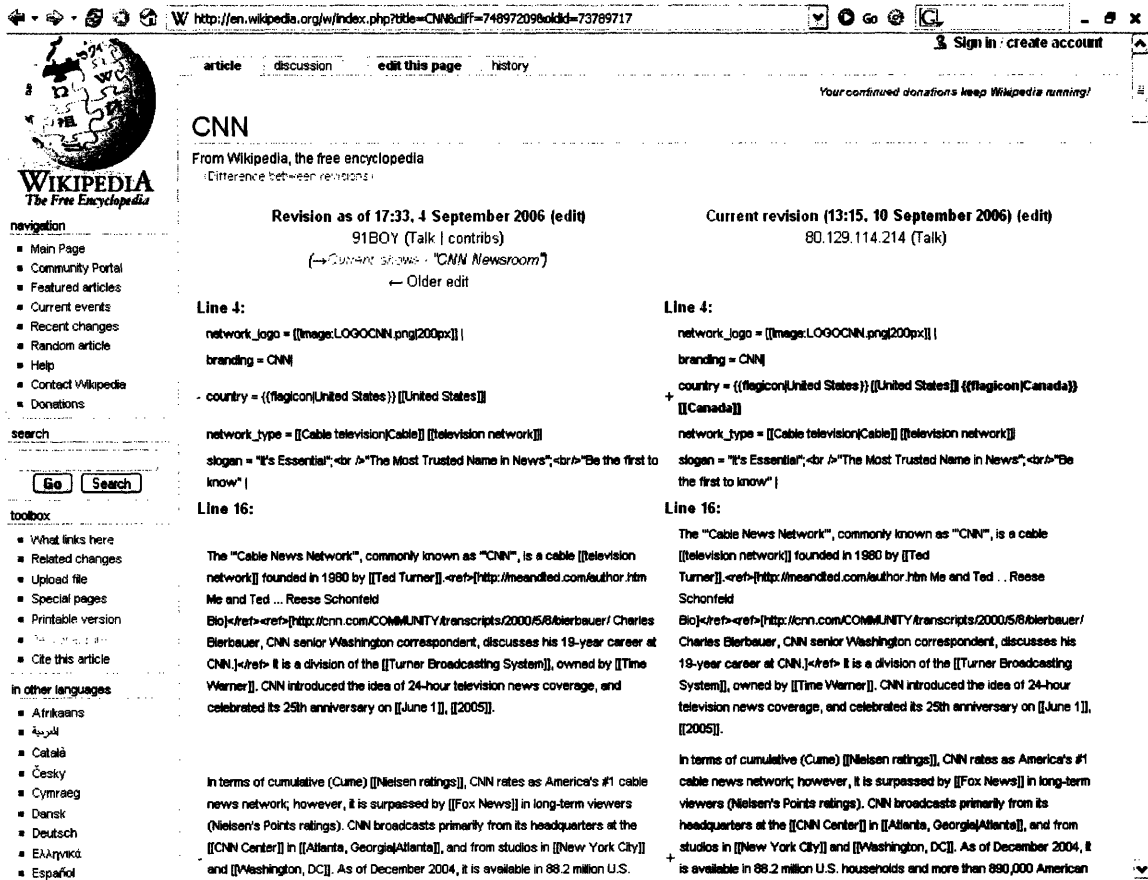 W http://en.wikipedia.org/w/index.php?title=CNN&diff=74897209&oldid=73789717
Go
G
Sign in / create account
article discussion edit this page history
Your continued donations keep Wikipedia running!
CNN
From Wikipedia, the free encyclopedia
(Difference between revisions)
WIKIPEDIA
The Free Encyclopedia
navigation
Main Page
Community Portal
Featured articles
Current events
Recent changes
Random article
Help
Contact Wikipedia
Donations
search
Go Search
toolbox
What links here
Related changes
Upload file
Special pages
Printable version
Cite this article
in other languages
Afrikaans
العربية
Català
Česky
Cymraeg
Dansk
Deutsch
Ελληνικά
Español
Revision as of 17:33, 4 September 2006 (edit)
91BOY (Talk | contribs)
(→Current shows - "CNN Newsroom")
← Older edit
Line 4:
network_logo = [[Image:LOGOCNN.png|200px]] |
branding = CNN|
- country = {{flagicon|United States}} [[United States]]|
network_type = [[Cable television|Cable]] [[television network]]|
slogan = "It's Essential";<br />"The Most Trusted Name in News";<br/>"Be the first to
know" |
Line 16:
The '''Cable News Network''', commonly known as '''CNN''', is a cable [[television
network]] founded in 1980 by [[Ted Turner]].<ref>[http://meandted.com/author.htm
Me and Ted ... Reese Schonfeld
Bio]</ref><ref>[http://cnn.com/COMMUNITY/transcripts/2000/5/8/bierbauer/ Charles
Bierbauer, CNN senior Washington correspondent, discusses his 19-year career at
CNN.]</ref> It is a division of the [[Turner Broadcasting System]], owned by [[Time
Warner]]. CNN introduced the idea of 24-hour television news coverage, and
celebrated its 25th anniversary on [[June 1]], [[2005]].
In terms of cumulative (Cume) [[Nielsen ratings]], CNN rates as America's #1 cable
news network; however, it is surpassed by [[Fox News]] in long-term viewers
(Nielsen's Points ratings). CNN broadcasts primarily from its headquarters at the
[[CNN Center]] in [[Atlanta, Georgia|Atlanta]], and from studios in [[New York City]]
- and [[Washington, DC]]. As of December 2004, it is available in 88.2 million U.S.
Current revision (13:15, 10 September 2006) (edit)
80.129.114.214 (Talk)
Line 4:
network_logo = [[Image:LOGOCNN.png|200px]] |
branding = CNN|
+ country = {{flagicon|United States}} [[United States]] {{flagicon|Canada}}
[[Canada]]|
network_type = [[Cable television|Cable]] [[television network]]|
slogan = "It's Essential";<br />"The Most Trusted Name in News";<br/>"Be
the first to know" |
Line 16:
The '''Cable News Network''', commonly known as '''CNN''', is a cable
[[television network]] founded in 1980 by [[Ted
Turner]].<ref>[http://meandted.com/author.htm Me and Ted ... Reese
Schonfeld
Bio]</ref><ref>[http://cnn.com/COMMUNITY/transcripts/2000/5/8/bierbauer/
Charles Bierbauer, CNN senior Washington correspondent, discusses his
19-year career at CNN.]</ref> It is a division of the [[Turner Broadcasting
System]], owned by [[Time Warner]]. CNN introduced the idea of 24-hour
television news coverage, and celebrated its 25th anniversary on [[June 1]],
[[2005]].
In terms of cumulative (Cume) [[Nielsen ratings]], CNN rates as America's #1
cable news network; however, it is surpassed by [[Fox News]] in long-term
viewers (Nielsen's Points ratings). CNN broadcasts primarily from its
headquarters at the [[CNN Center]] in [[Atlanta, Georgia|Atlanta]], and from
studios in [[New York City]] and [[Washington, DC]]. As of December 2004, it
+ is available in 88.2 million U.S. households and more than 890,000 American